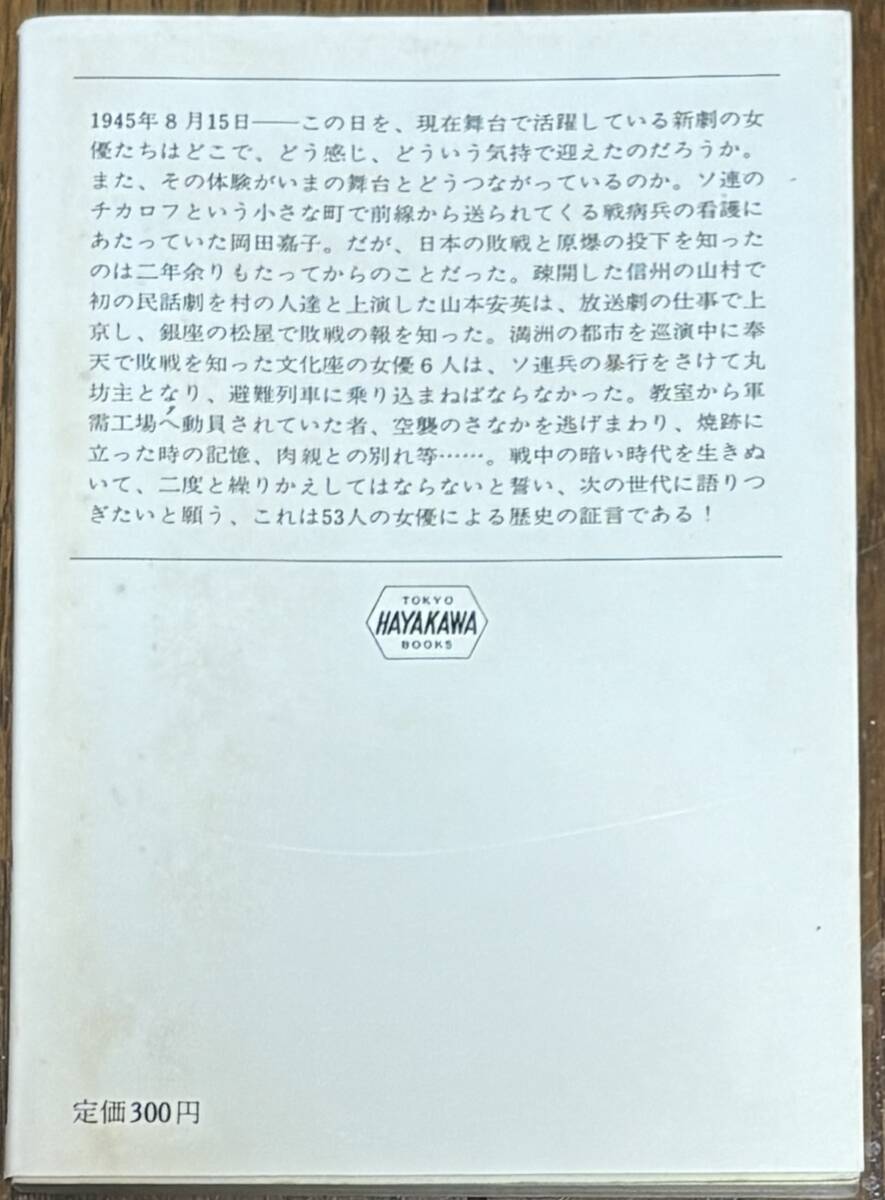 1945年8月15日――この日を、現在舞台で活躍している新劇の女
優たちはどこで、どう感じ、どういう気持で迎えたのだろうか。
また、その体験がいまの舞台とどうつながっているのか。ソ連の
チカロフという小さな町で前線から送られてくる戦病兵の看護に
あたっていた岡田嘉子。だが、日本の敗戦と原爆の投下を知った
のは二年余りもたってからのことだった。疎開した信州の山村で
初の民話劇を村の人達と上演した山本安英は、放送劇の仕事で上
京し、銀座の松屋で敗戦の報を知った。満洲の都市を巡演中に奉
天で敗戦を知った文化座の女優6人は、ソ連兵の暴行をさけて丸
坊主となり、避難列車に乗り込まねばならなかった。教室から軍
需工場へ動員されていた者、空襲のさなかを逃げまわり、焼跡に
立った時の記憶、肉親との別れ等……。戦中の暗い時代を生きぬ
いて、二度と繰りかえしてはならないと誓い、次の世代に語りつ
ぎたいと願う、これは53人の女優による歴史の証言である！
TOKYO
HAYAKAWA
BOOKS
定価300円